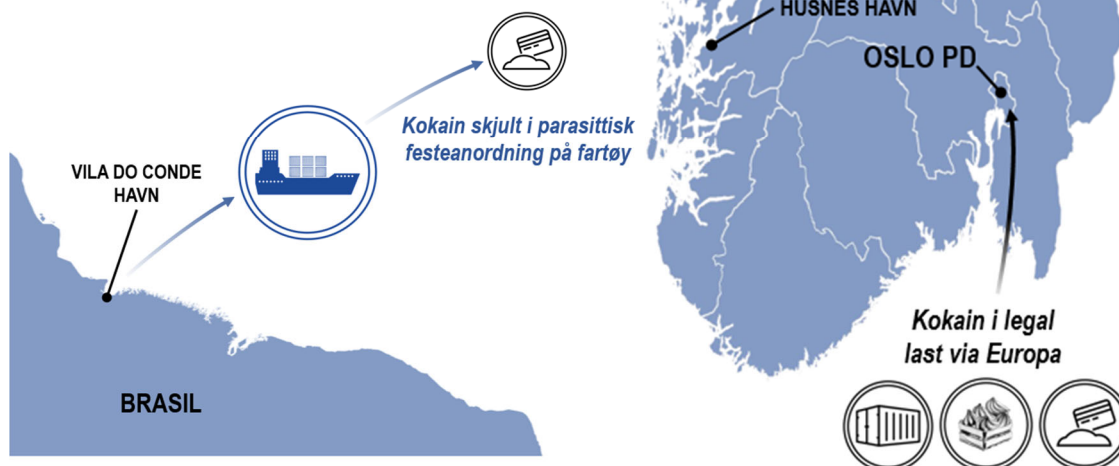 HUSNES HAVN
OSLO PD
Kokain skjult i parasittisk
festeanordning på fartøy
VILA DO CONDE
HAVN
BRASIL
Kokain i legal
last via Europa